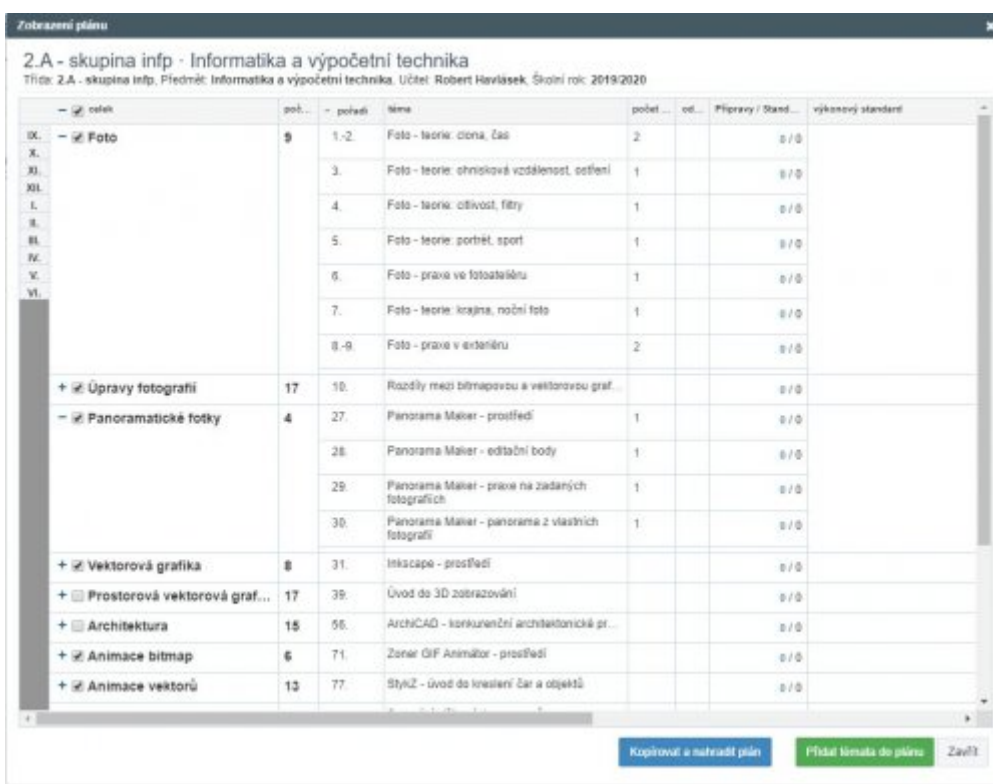 Zobrazení plánu
2.A - skupina infp · Informatika a výpočetní technika
Třída: 2.A - skupina infp, Předmět: Informatika a výpočetní technika, Učitel: Robert Havlásek, Školní rok: 2019/2020
celek poč... pořadí téma počet ... od... Přípravy / Stand... výkonový standard
IX.
X.
XI.
XII.
I.
II.
III.
IV.
V.
VI.
Foto 9 1.-2. Foto - teorie: clona, čas 2 0 / 0
3. Foto - teorie: ohnisková vzdálenost, ostření 1 0 / 0
4. Foto - teorie: citlivost, filtry 1 0 / 0
5. Foto - teorie: portrét, sport 1 0 / 0
6. Foto - praxe ve fotoateliéru 1 0 / 0
7. Foto - teorie: krajina, noční foto 1 0 / 0
8.-9. Foto - praxe v exteriéru 2 0 / 0
+ Úpravy fotografií 17 10. Rozdíly mezi bitmapovou a vektorovou graf... 0 / 0
Panoramatické fotky 4 27. Panorama Maker - prostředí 1 0 / 0
28. Panorama Maker - editační body 1 0 / 0
29. Panorama Maker - praxe na zadaných
fotografiích 1 0 / 0
30. Panorama Maker - panorama z vlastních
fotografií 1 0 / 0
+ Vektorová grafika 8 31. Inkscape - prostředí 0 / 0
+ Prostorová vektorová graf... 17 39. Úvod do 3D zobrazování 0 / 0
+ Architektura 15 56. ArchiCAD - konkurenční architektonické pr... 0 / 0
+ Animace bitmap 6 71. Zoner GIF Animátor - prostředí 0 / 0
+ Animace vektorů 13 77. StykZ - úvod do kreslení čar a objektů 0 / 0
Kopírovat a nahradit plán Přidat témata do plánu Zavřít